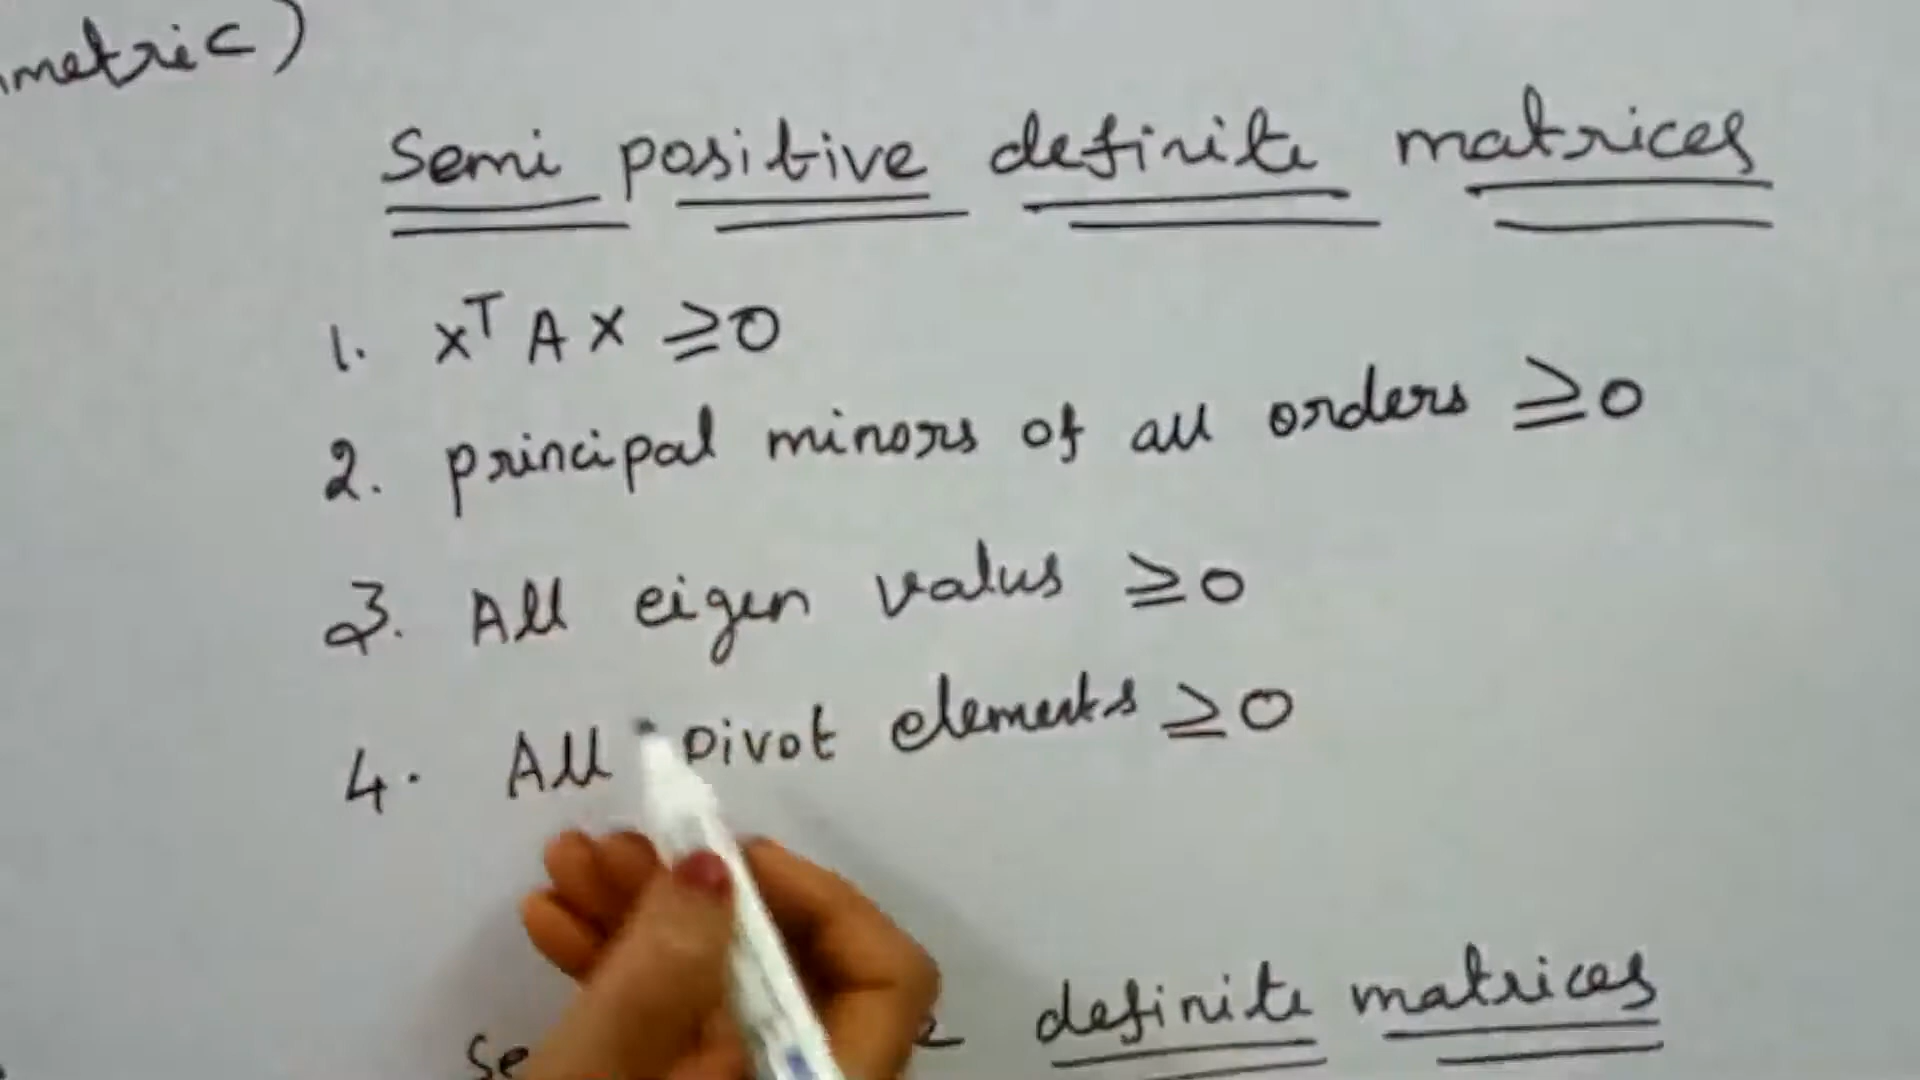 metric)
Semi positive definite matrices
1. x^T A x ≥0
2. principal minors of all orders ≥0
3. All eigen valus ≥0
4. All pivot elements ≥0
definite matrices